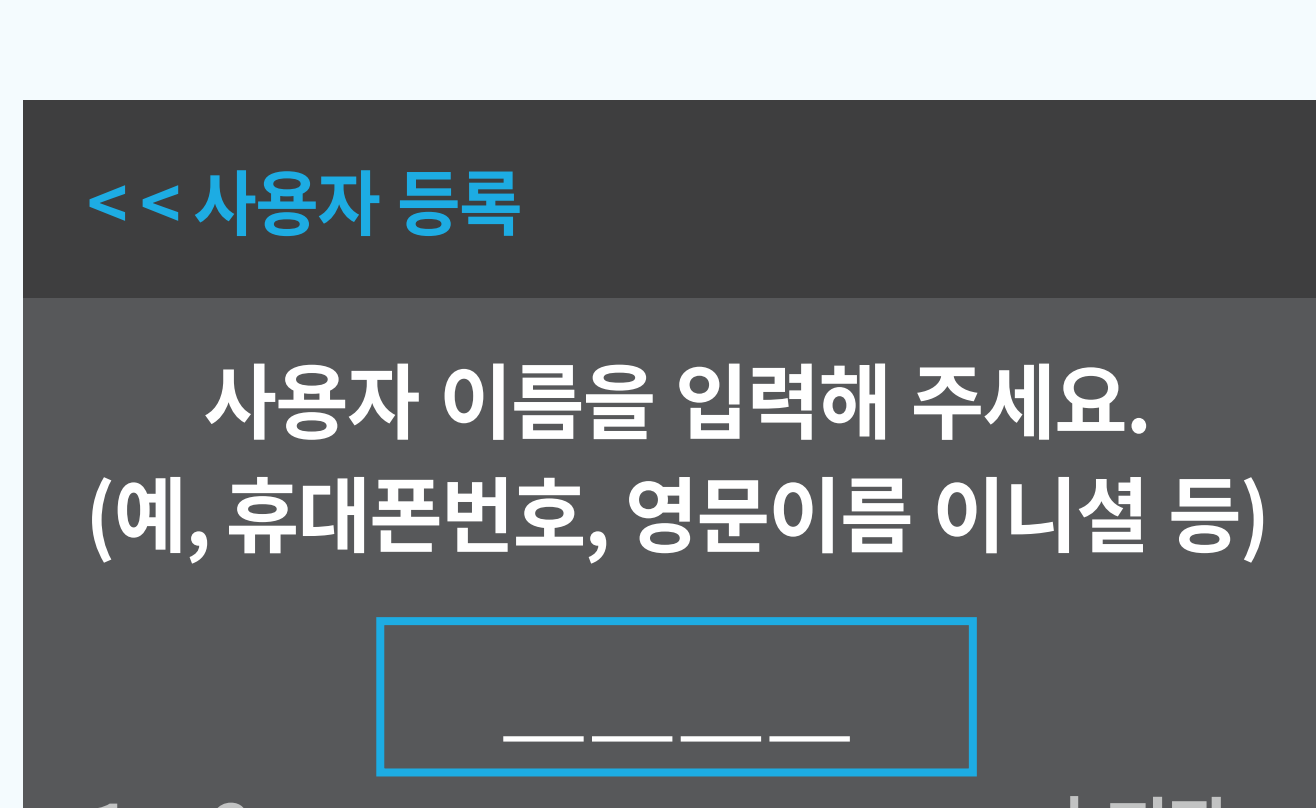 << 사용자 등록
사용자 이름을 입력해 주세요.
(예, 휴대폰번호, 영문이름 이니셜 등)
_ _ _ _